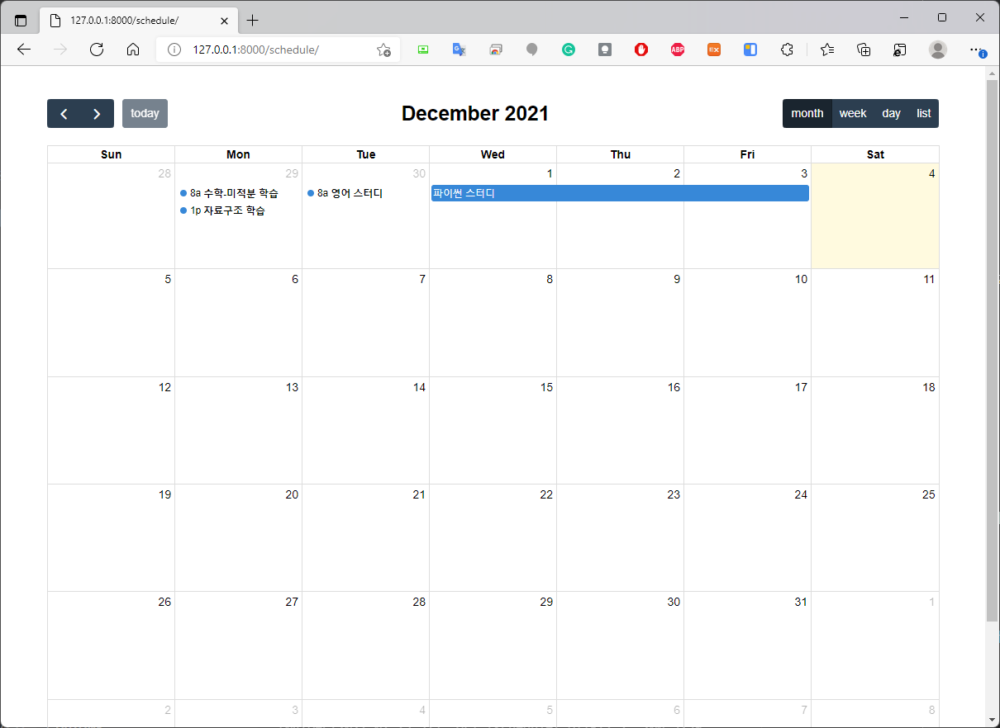 127.0.0.1:8000/schedule/
127.0.0.1:8000/schedule/
ABP
EX
today
December 2021
month week day list
Sun Mon Tue Wed Thu Fri Sat
28 29 30 1 2 3 4
8a 수학-미적분 학습 8a 영어 스터디 파이썬 스터디
1p 자료구조 학습
5 6 7 8 9 10 11
12 13 14 15 16 17 18
19 20 21 22 23 24 25
26 27 28 29 30 31 1
2 3 4 5 6 7 8